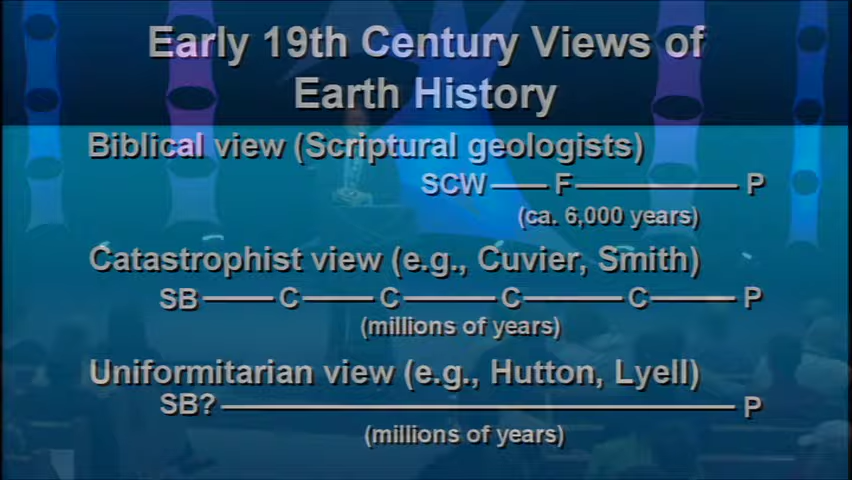 Early 19th Century Views of
Earth History
Biblical view (Scriptural geologists)
SCW — F — P
(ca. 6,000 years)
Catastrophist view (e.g., Cuvier, Smith)
SB — C — C — C — C — P
(millions of years)
Uniformitarian view (e.g., Hutton, Lyell)
SB? — P
(millions of years)